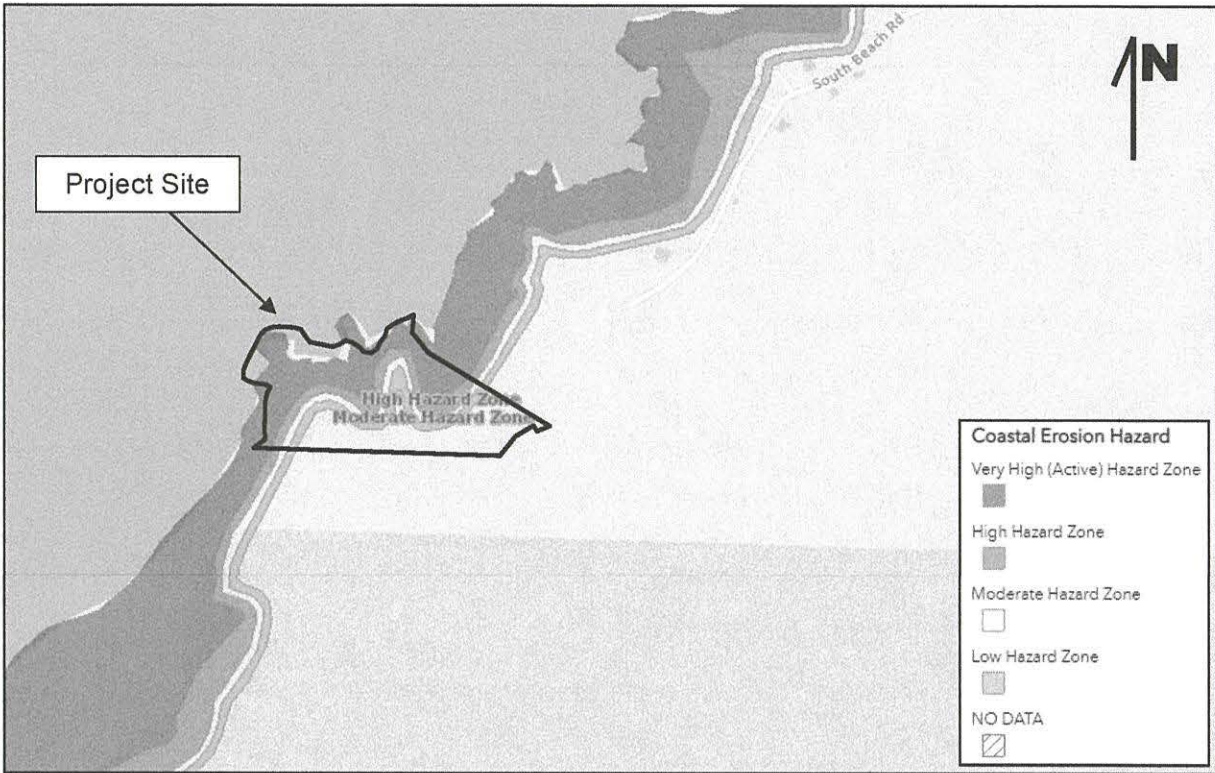 South Beach Rd
N
Project Site
High Hazard Zone
Moderate Hazard Zone
Coastal Erosion Hazard
Very High (Active) Hazard Zone
High Hazard Zone
Moderate Hazard Zone
Low Hazard Zone
NO DATA